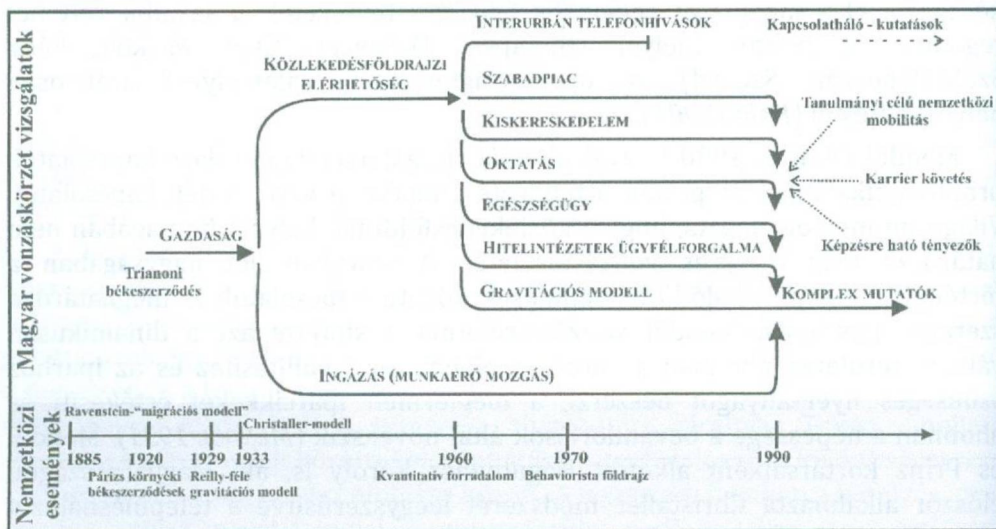 INTERURBÁN TELEFONHÍVÁSOK
Kapcsolatháló - kutatások
KÖZLEKEDÉSFÖLDRAJZI
ELÉRHETŐSÉG
SZABADPIAC
Tanulmányi célú nemzetközi
mobilitás
KISKERESKEDELEM
OKTATÁS
Karrier követés
EGÉSZSÉGÜGY
GAZDASÁG
Képzésre ható tényezők
HITELINTÉZETEK ÜGYFÉLFORGALMA
Trianoni
békeszerződés
GRAVITÁCIÓS MODELL
KOMPLEX MUTATÓK
INGÁZÁS (MUNKAERŐ MOZGÁS)
Magyar vonzáskörzet vizsgálatok
Nemzetközi
események
Ravenstein-“migrációs modell”
Christaller-modell
1885 1920 1929 1933 1960 1970 1990
Párizs környéki Reilly-féle
békeszerződések gravitációs modell
Kvantitatív forradalom
Behaviorista földrajz